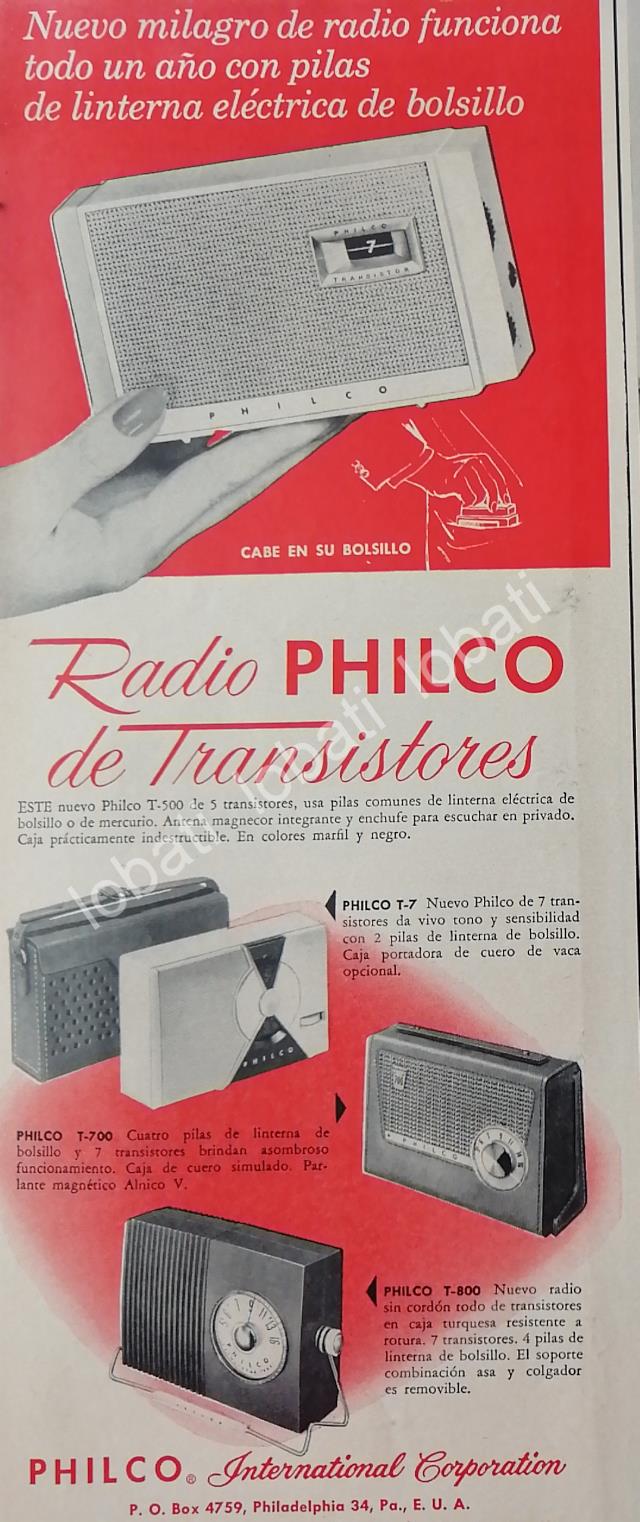 Nuevo milagro de radio funciona
todo un año con pilas
de linterna eléctrica de bolsillo
PHILCO
7
TRANSISTOR
PHILCO
CABE EN SU BOLSILLO
Radio PHILCO
de Transistores
ESTE nuevo Philco T-500 de 5 transistores, usa pilas comunes de linterna eléctrica de
bolsillo o de mercurio. Antena magnecor integrante y enchufe para escuchar en privado.
Caja prácticamente indestructible. En colores marfil y negro.
lobati lobati lobati
PHILCO T-7 Nuevo Philco de 7 tran-
sistores da vivo tono y sensibilidad
con 2 pilas de linterna de bolsillo.
Caja portadora de cuero de vaca
opcional.
PHILCO
PHILCO T-700 Cuatro pilas de linterna de
bolsillo y 7 transistores brindan asombroso
funcionamiento. Caja de cuero simulado. Par-
lante magnético Alnico V.
PHILCO
PHILCO T-800 Nuevo radio
sin cordón todo de transistores
en caja turquesa resistente a
rotura. 7 transistores. 4 pilas de
linterna de bolsillo. El soporte
combinación asa y colgador
es removible.
PHILCO
PHILCO® International Corporation
P. O. Box 4759, Philadelphia 34, Pa., E. U. A.